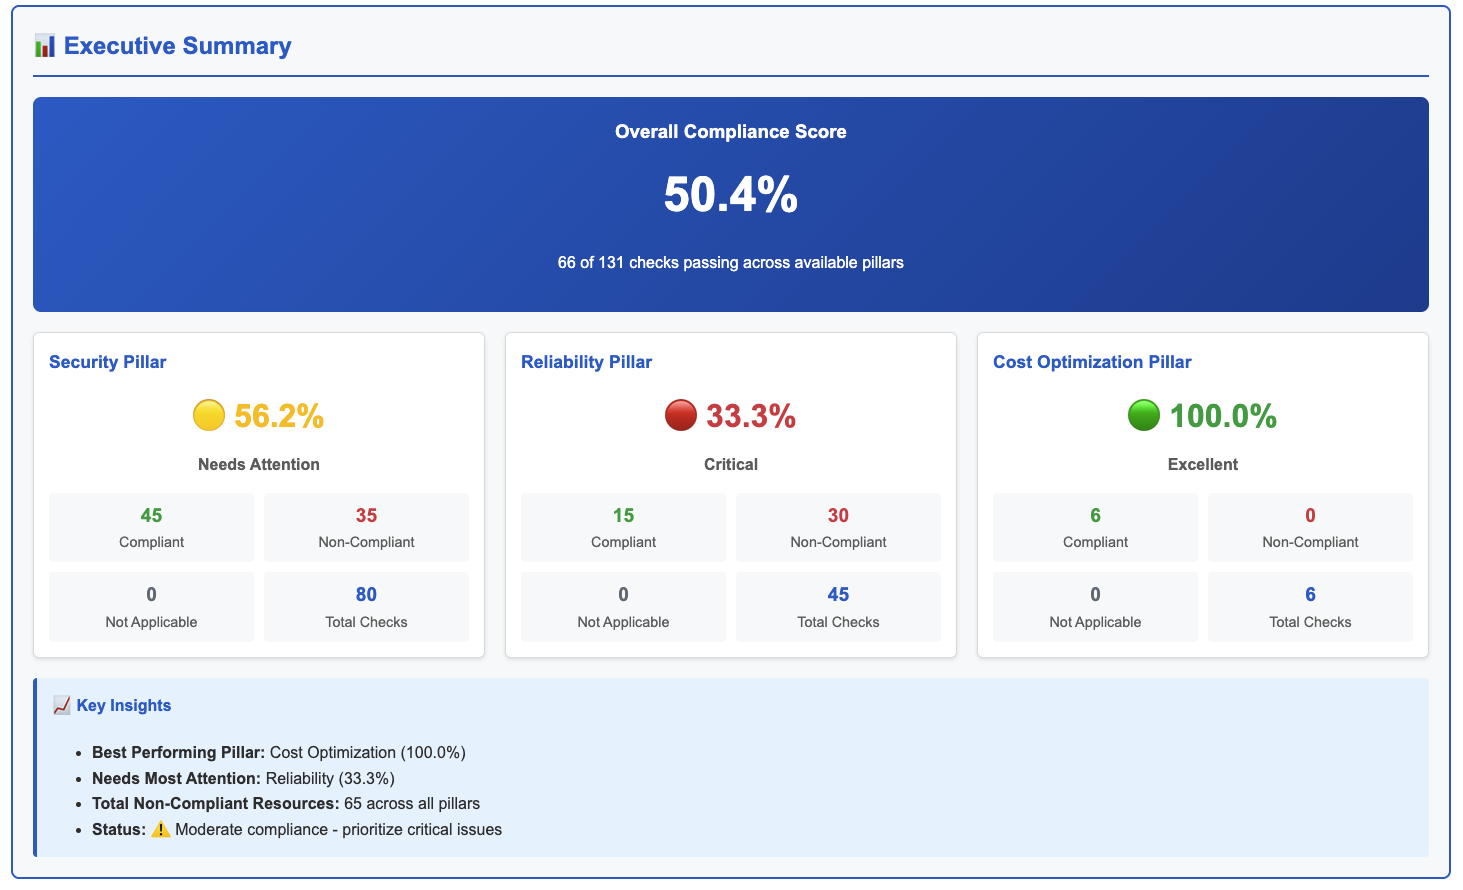 Executive Summary
Overall Compliance Score
50.4%
66 of 131 checks passing across available pillars
Security Pillar
56.2%
Needs Attention
45
Compliant
35
Non-Compliant
0
Not Applicable
80
Total Checks
Reliability Pillar
33.3%
Critical
15
Compliant
30
Non-Compliant
0
Not Applicable
45
Total Checks
Cost Optimization Pillar
100.0%
Excellent
6
Compliant
0
Non-Compliant
0
Not Applicable
6
Total Checks
Key Insights
• Best Performing Pillar: Cost Optimization (100.0%)
• Needs Most Attention: Reliability (33.3%)
• Total Non-Compliant Resources: 65 across all pillars
• Status: ⚠️ Moderate compliance - prioritize critical issues